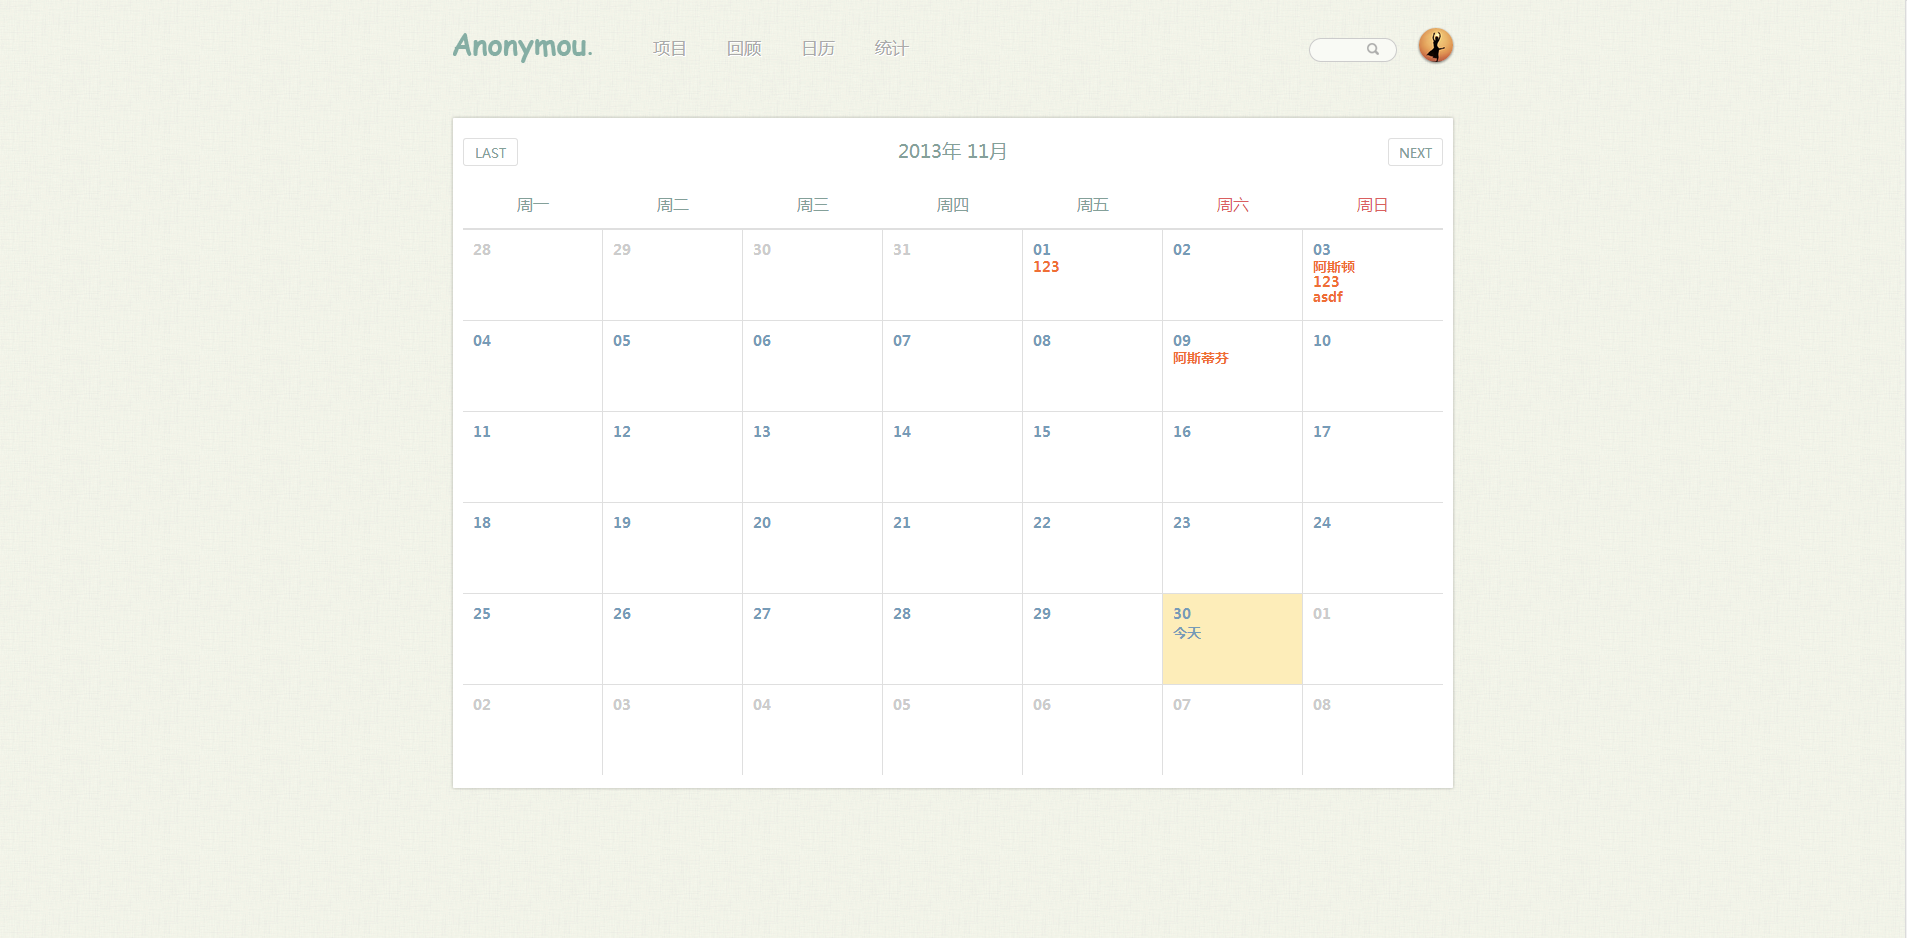 Anonymou. 项目 回顾 日历 统计
LAST 2013年 11月 NEXT
周一 周二 周三 周四 周五 周六 周日
28 29 30 31 01 02 03
123 阿斯顿
123
asdf
04 05 06 07 08 09 10
阿斯蒂芬
11 12 13 14 15 16 17
18 19 20 21 22 23 24
25 26 27 28 29 30 01
今天
02 03 04 05 06 07 08